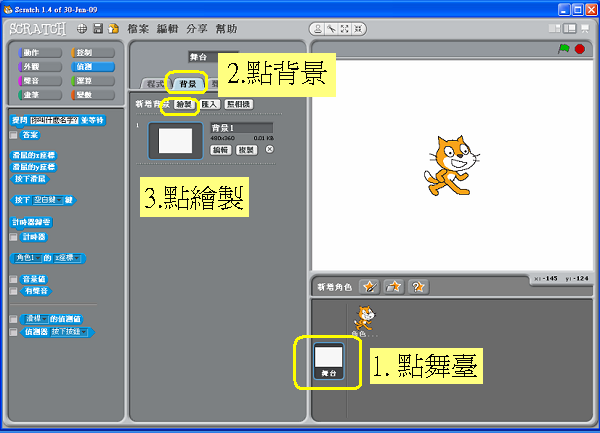 Scratch 1.4 of 30-Jan-09
SCRATCH 檔案 編輯 分享 幫助
動作 控制
外觀 偵測
聲音 運算
畫筆 變數
提問 你叫什麼名字? 並等待
答案
滑鼠的x座標
滑鼠的y座標
按下滑鼠
按下 空白鍵 鍵
計時器歸零
計時器
角色1 的 x座標
音量值
有聲音
滑桿 的偵測值
偵測器 按下按鈕
舞台
程式 背景
2.點背景
新增背景 繪製 匯入 照相機
1
背景1
480x360 0.01 KB
編輯 複製
3.點繪製
x: -145 y: -124
新增角色
角色...
舞台
1. 點舞臺